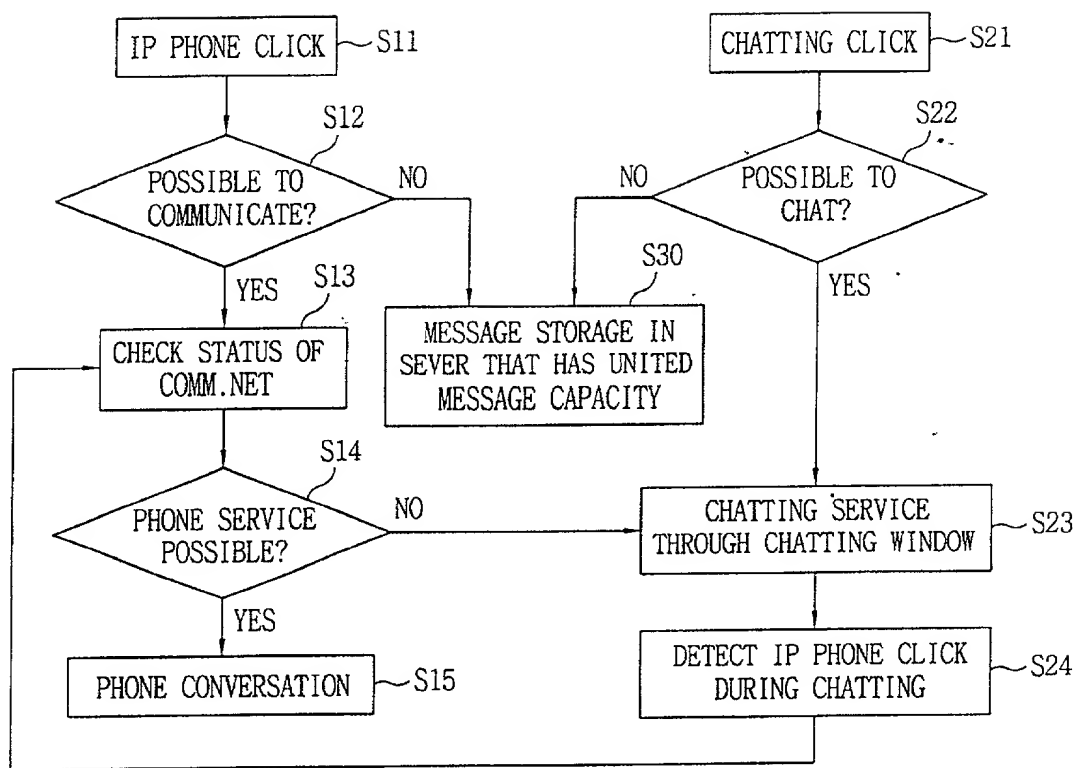 IP PHONE CLICK
S11
S12
POSSIBLE TO
COMMUNICATE?
NO
YES
S13
CHECK STATUS OF
COMM.NET
S14
PHONE SERVICE
POSSIBLE?
NO
YES
PHONE CONVERSATION
S15
S30
MESSAGE STORAGE IN
SEVER THAT HAS UNITED
MESSAGE CAPACITY
CHATTING CLICK
S21
S22
POSSIBLE TO
CHAT?
NO
YES
CHATTING SERVICE
THROUGH CHATTING WINDOW
S23
DETECT IP PHONE CLICK
DURING CHATTING
S24